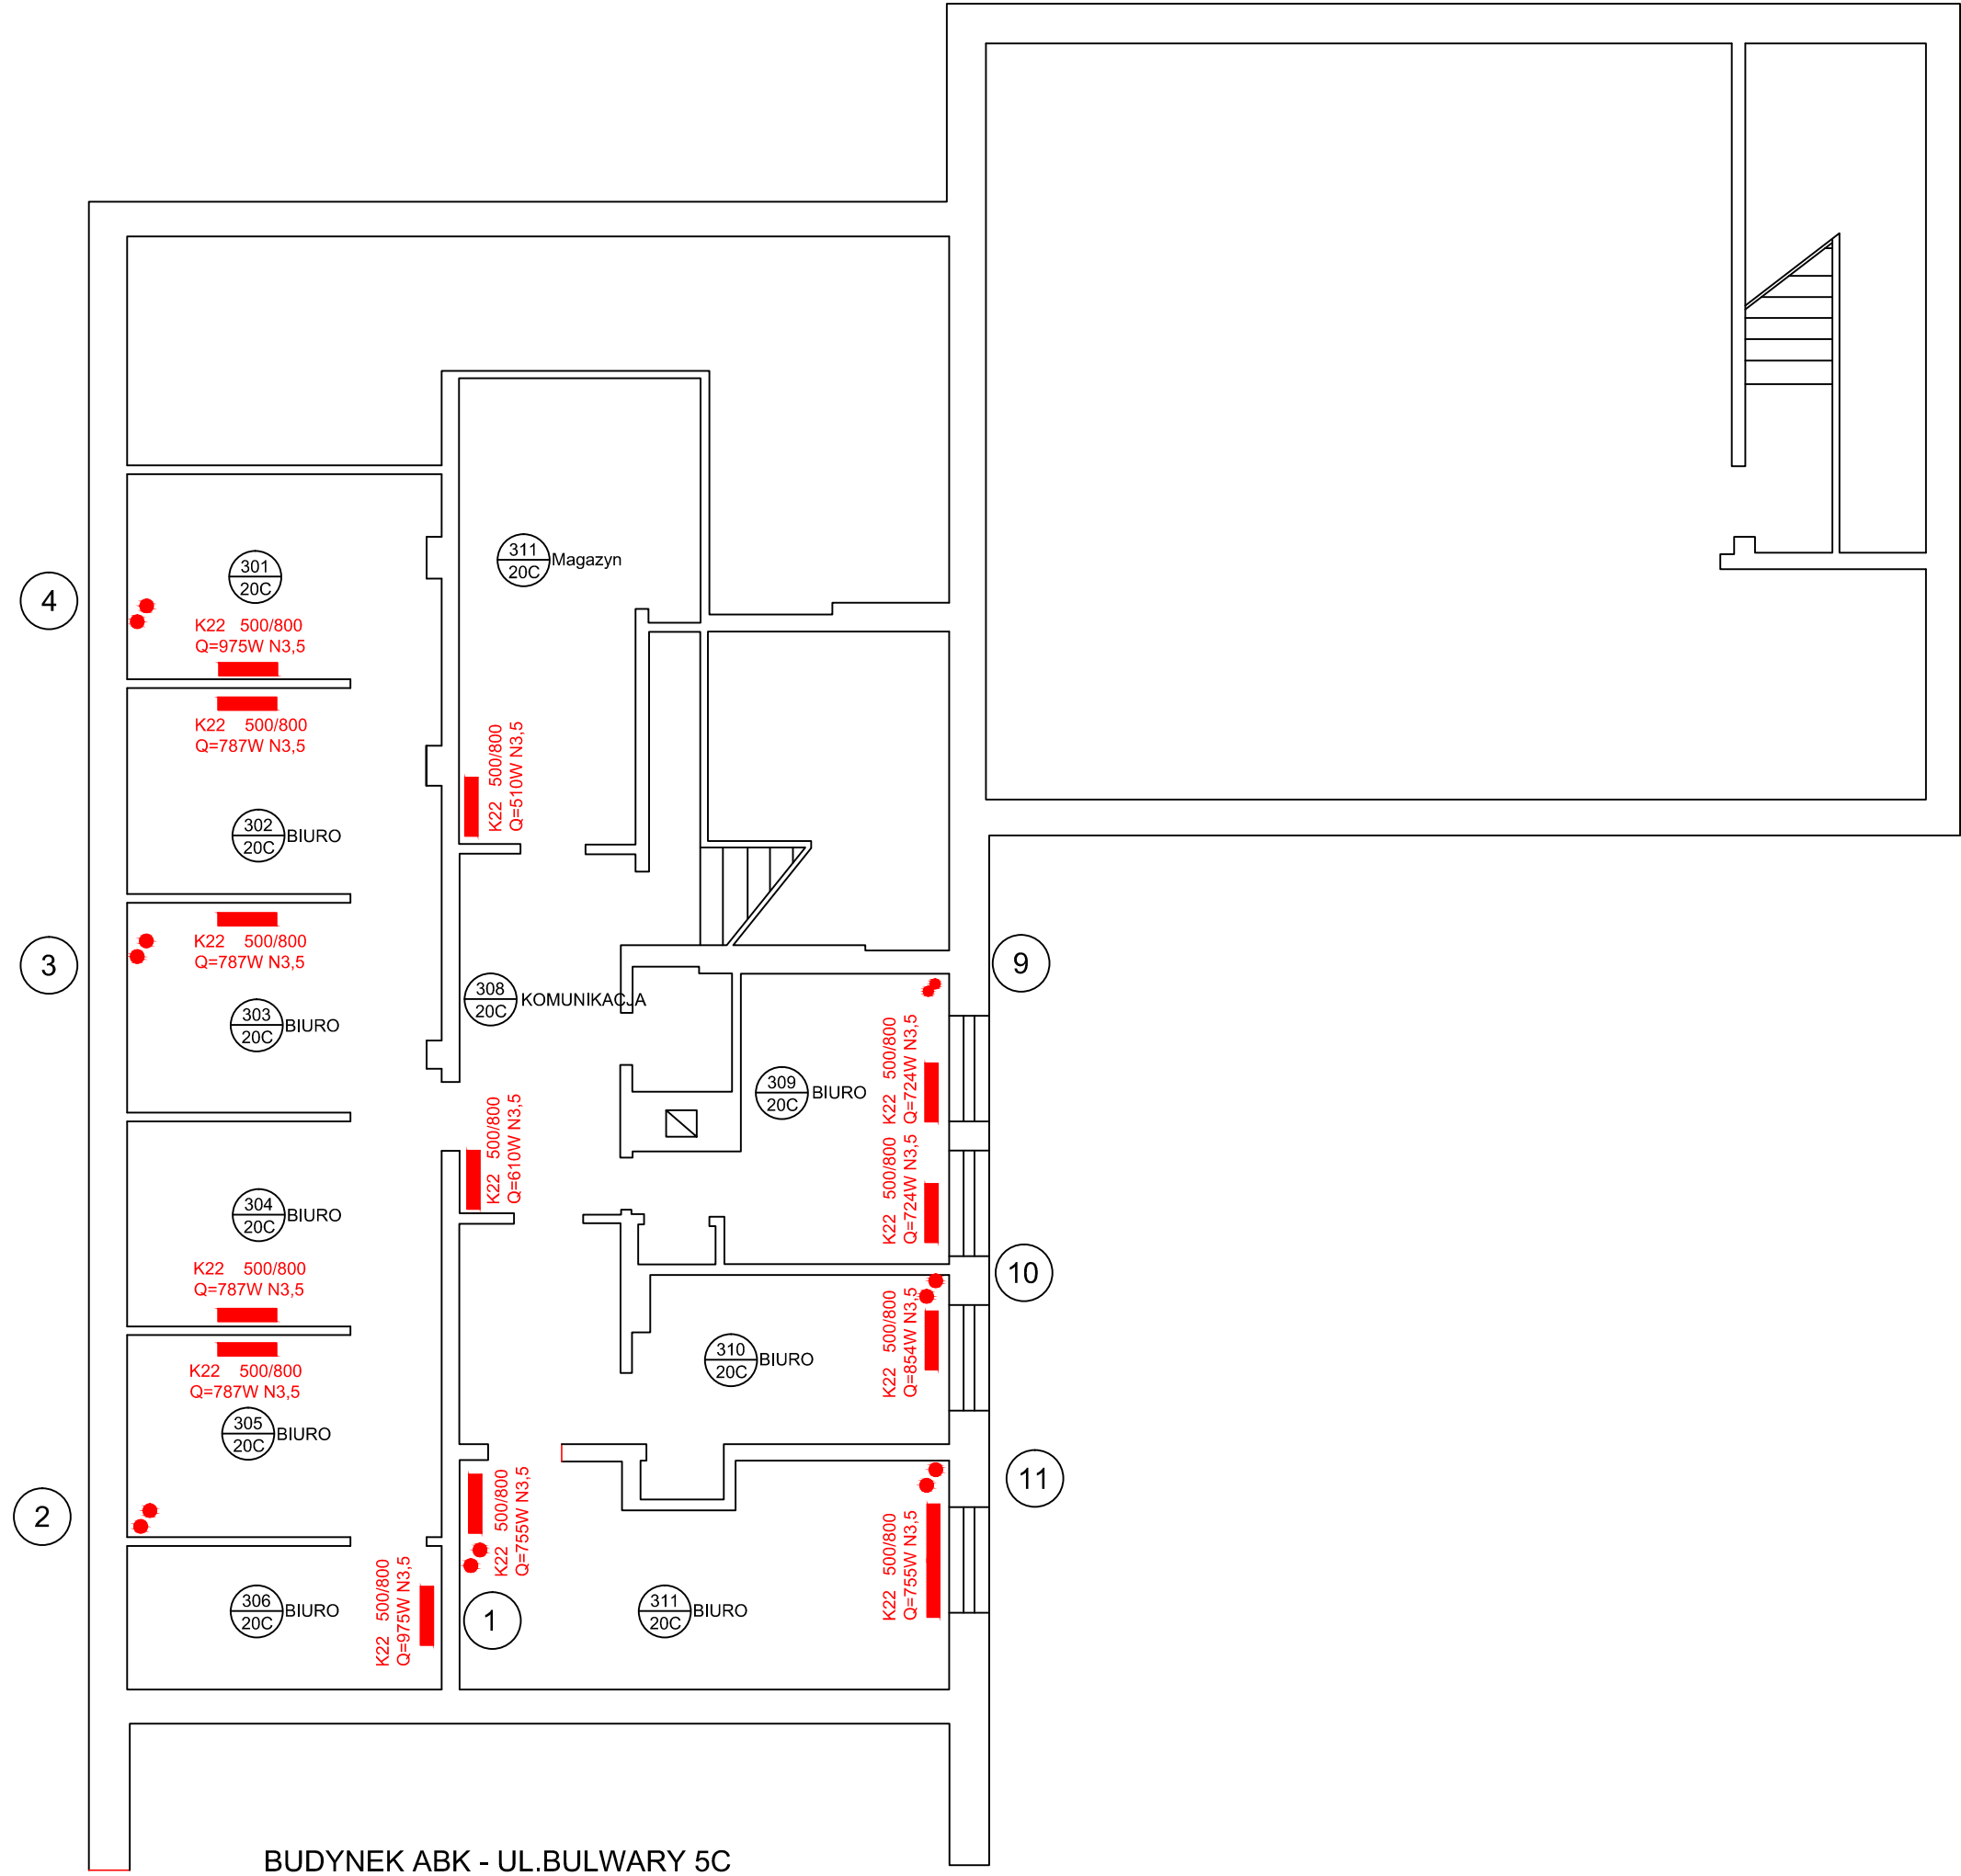 311
20C
Magazyn
301
20C
4
K22 500/800
Q=975W N3,5
K22 500/800
Q=787W N3,5
K22 500/800
Q=510W N3,5
302
20C
BIURO
K22 500/800
Q=787W N3,5
3
9
308
20C
KOMUNIKACJA
303
20C
BIURO
K22 500/800
Q=724W N3,5
309
20C
BIURO
K22 500/800
Q=610W N3,5
K22 500/800
Q=724W N3,5
304
20C
BIURO
K22 500/800
Q=787W N3,5
10
K22 500/800
Q=854W N3,5
310
20C
BIURO
K22 500/800
Q=787W N3,5
305
20C
BIURO
11
2
K22 500/800
Q=755W N3,5
K22 500/800
Q=755W N3,5
306
20C
BIURO
K22 500/800
Q=975W N3,5
1
311
20C
BIURO
BUDYNEK ABK - UL.BULWARY 5C